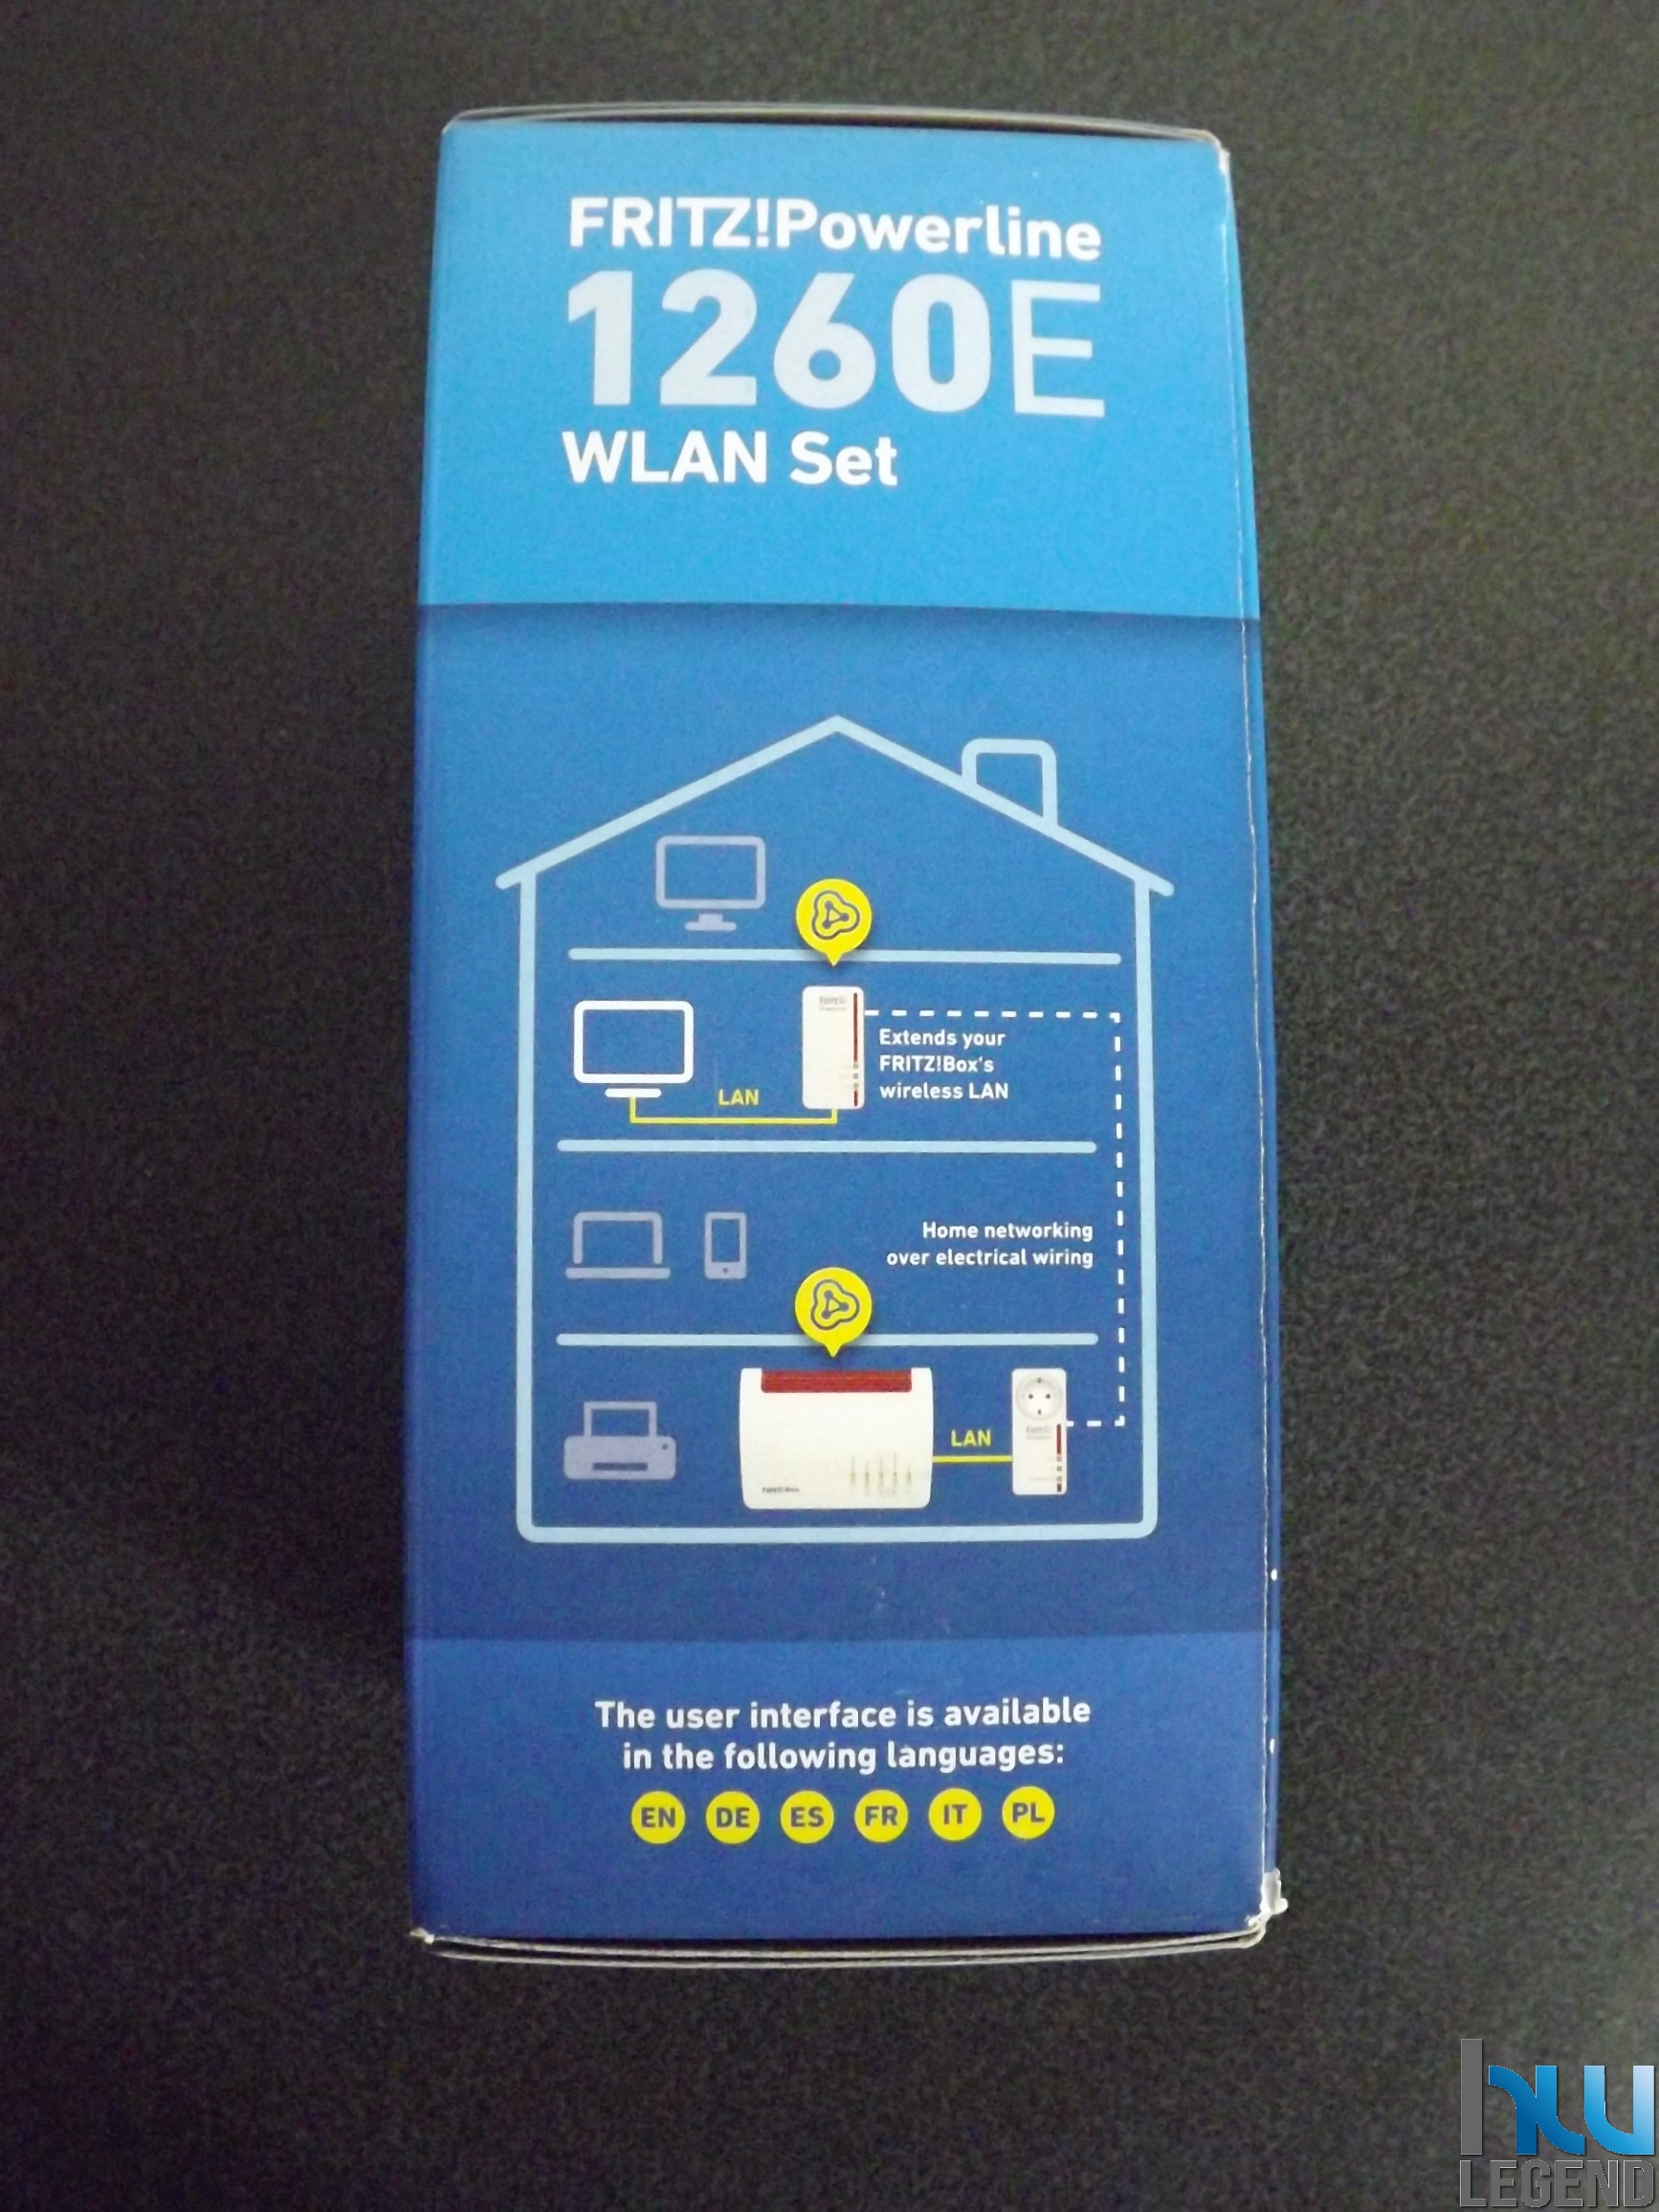 FRITZ!Powerline
1260E
WLAN Set
Extends your
FRITZ!Box's
wireless LAN
LAN
Home networking
over electrical wiring
LAN
The user interface is available
in the following languages:
EN DE ES FR IT PL
hw
LEGEND